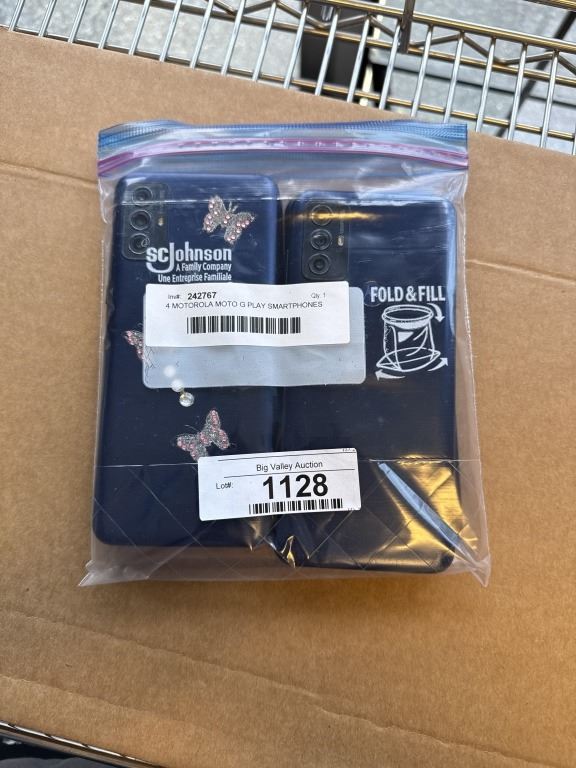 scJohnson
A Family Company
Une Entreprise Familiale
Inv#: 242767 Qty: 1
4 MOTOROLA MOTO G PLAY SMARTPHONES
FOLD & FILL
Big Valley Auction
Lot#: 1128